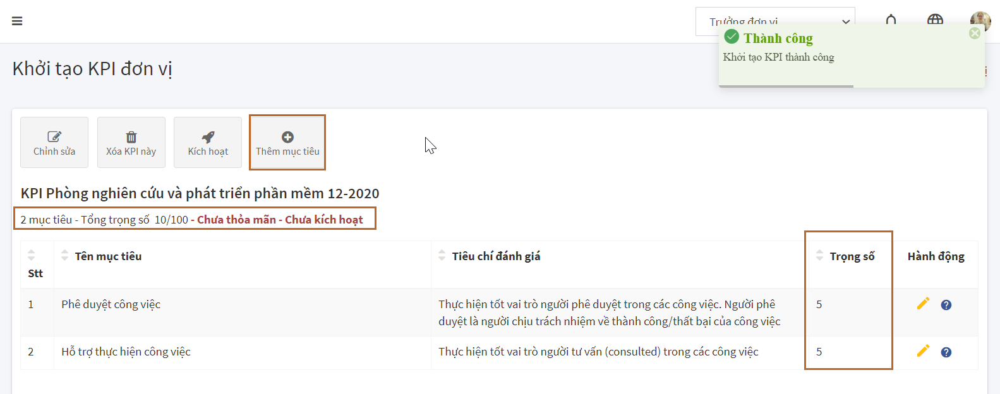 Trưởng đơn vị
Thành công
Khởi tạo KPI thành công
Khởi tạo KPI đơn vị
Chỉnh sửa
Xóa KPI này
Kích hoạt
Thêm mục tiêu
KPI Phòng nghiên cứu và phát triển phần mềm 12-2020
2 mục tiêu - Tổng trọng số 10/100 - Chưa thỏa mãn - Chưa kích hoạt
Stt Tên mục tiêu Tiêu chí đánh giá Trọng số Hành động
1 Phê duyệt công việc Thực hiện tốt vai trò người phê duyệt trong các công việc. Người phê 5
duyệt là người chịu trách nhiệm về thành công/thất bại của công việc
2 Hỗ trợ thực hiện công việc Thực hiện tốt vai trò người tư vấn (consulted) trong các công việc 5